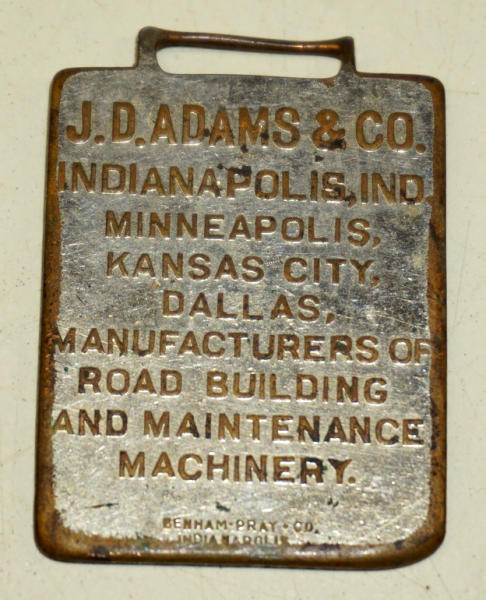 J.D.ADAMS & CO.
INDIANAPOLIS, IND.
MINNEAPOLIS,
KANSAS CITY,
DALLAS,
MANUFACTURERS OF
ROAD BUILDING
AND MAINTENANCE
MACHINERY.
BENHAM-PRAY-CO.
INDIANAPOLIS